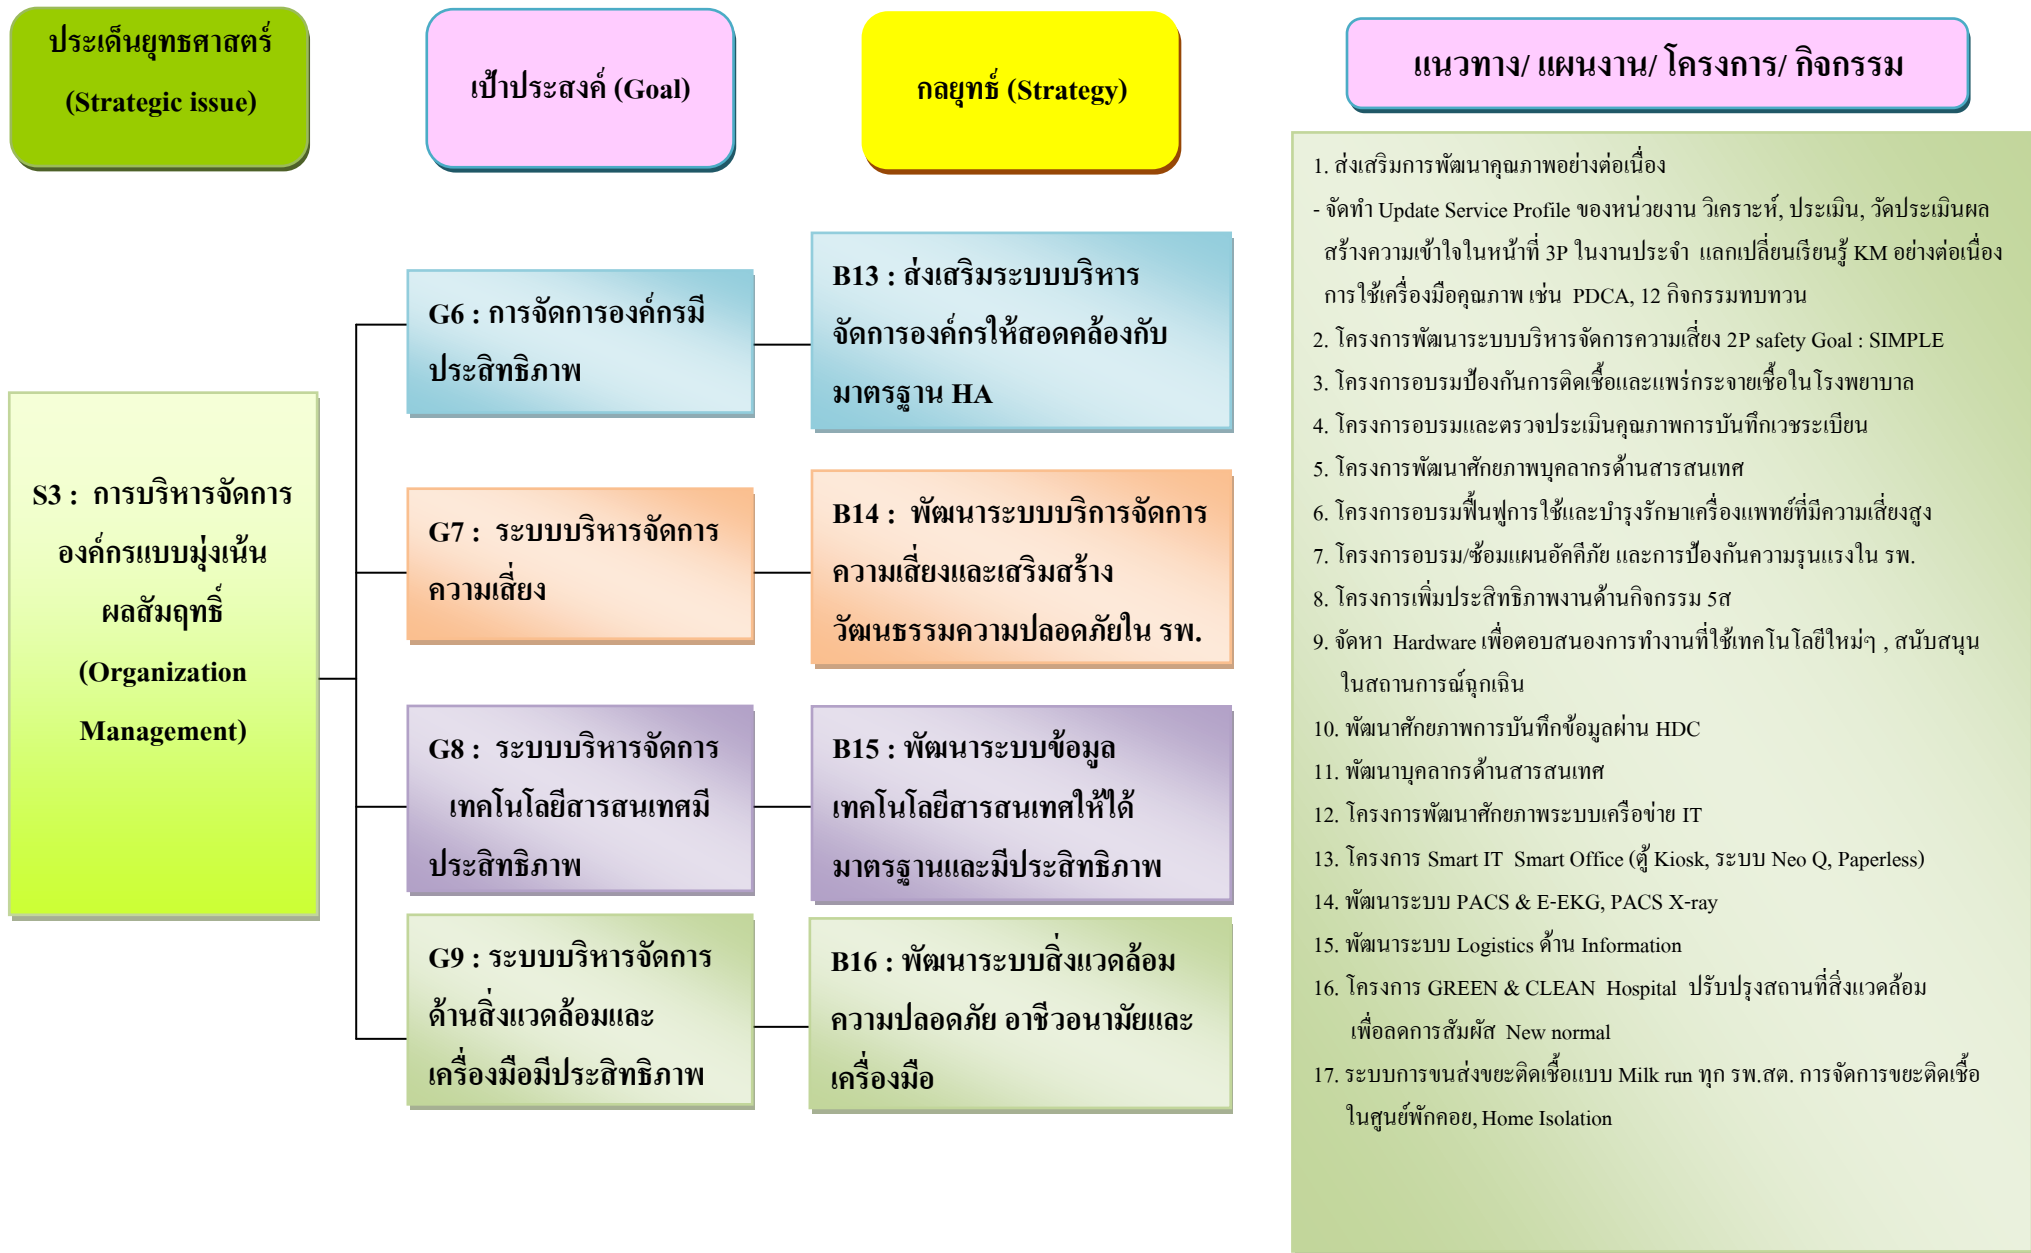 ประเด็นยุทธศาสตร์
(Strategic issue)
เป้าประสงค์ (Goal)
กลยุทธ์ (Strategy)
แนวทาง/ แผนงาน/ โครงการ/ กิจกรรม
S3 : การบริหารจัดการ
องค์กรแบบมุ่งเน้น
ผลสัมฤทธิ์
(Organization
Management)
G6 : การจัดการองค์กรมี
ประสิทธิภาพ
B13 : ส่งเสริมระบบบริหาร
จัดการองค์กรให้สอดคล้องกับ
มาตรฐาน HA
G7 : ระบบบริหารจัดการ
ความเสี่ยง
B14 : พัฒนาระบบบริการจัดการ
ความเสี่ยงและเสริมสร้าง
วัฒนธรรมความปลอดภัยใน รพ.
G8 : ระบบบริหารจัดการ
เทคโนโลยีสารสนเทศมี
ประสิทธิภาพ
B15 : พัฒนาระบบข้อมูล
เทคโนโลยีสารสนเทศให้ได้
มาตรฐานและมีประสิทธิภาพ
G9 : ระบบบริหารจัดการ
ด้านสิ่งแวดล้อมและ
เครื่องมือมีประสิทธิภาพ
B16 : พัฒนาระบบสิ่งแวดล้อม
ความปลอดภัย อาชีวอนามัยและ
เครื่องมือ
1. ส่งเสริมการพัฒนาคุณภาพอย่างต่อเนื่อง
- จัดทำ Update Service Profile ของหน่วยงาน วิเคราะห์, ประเมิน, วัดประเมินผล
สร้างความเข้าใจในหน้าที่ 3P ในงานประจำ แลกเปลี่ยนเรียนรู้ KM อย่างต่อเนื่อง
การใช้เครื่องมือคุณภาพ เช่น PDCA, 12 กิจกรรมทบทวน
2. โครงการพัฒนาระบบบริหารจัดการความเสี่ยง 2P safety Goal : SIMPLE
3. โครงการอบรมป้องกันการติดเชื้อและแพร่กระจายเชื้อในโรงพยาบาล
4. โครงการอบรมและตรวจประเมินคุณภาพการบันทึกเวชระเบียน
5. โครงการพัฒนาศักยภาพบุคลากรด้านสารสนเทศ
6. โครงการอบรมฟื้นฟูการใช้และบำรุงรักษาเครื่องแพทย์ที่มีความเสี่ยงสูง
7. โครงการอบรม/ซ้อมแผนอัคคีภัย และการป้องกันความรุนแรงใน รพ.
8. โครงการเพิ่มประสิทธิภาพงานด้านกิจกรรม 5ส
9. จัดหา Hardware เพื่อตอบสนองการทำงานที่ใช้เทคโนโลยีใหม่ๆ , สนับสนุน
ในสถานการณ์ฉุกเฉิน
10. พัฒนาศักยภาพการบันทึกข้อมูลผ่าน HDC
11. พัฒนาบุคลากรด้านสารสนเทศ
12. โครงการพัฒนาศักยภาพระบบเครือข่าย IT
13. โครงการ Smart IT Smart Office (ตู้ Kiosk, ระบบ Neo Q, Paperless)
14. พัฒนาระบบ PACS & E-EKG, PACS X-ray
15. พัฒนาระบบ Logistics ด้าน Information
16. โครงการ GREEN & CLEAN Hospital ปรับปรุงสถานที่สิ่งแวดล้อม
เพื่อลดการสัมผัส New normal
17. ระบบการขนส่งขยะติดเชื้อแบบ Milk run ทุก รพ.สต. การจัดการขยะติดเชื้อ
ในศูนย์พักคอย, Home Isolation